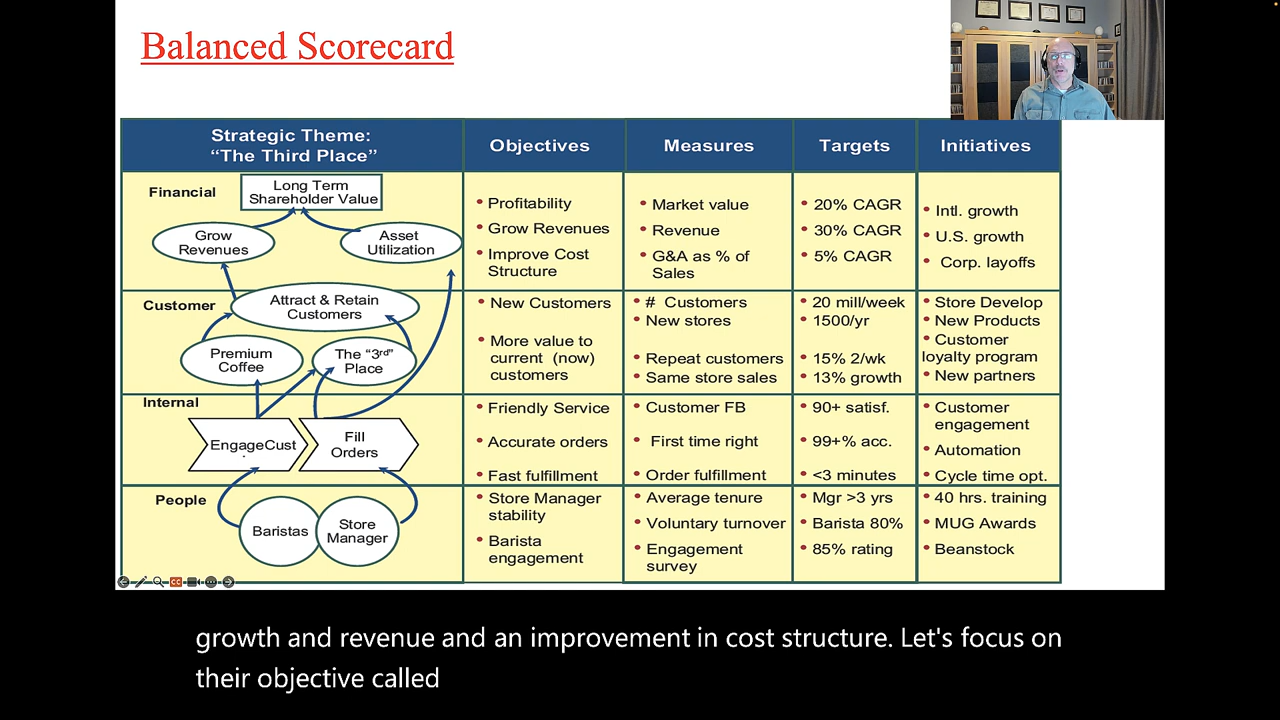 Balanced Scorecard
Strategic Theme:
“The Third Place”
Objectives
Measures
Targets
Initiatives
Financial
Long Term
Shareholder Value
Grow
Revenues
Asset
Utilization
• Profitability
• Grow Revenues
• Improve Cost
Structure
• Market value
• Revenue
• G&A as % of
Sales
• 20% CAGR
• 30% CAGR
• 5% CAGR
• Intl. growth
• U.S. growth
• Corp. layoffs
Customer
Attract & Retain
Customers
Premium
Coffee
The “3rd”
Place
• New Customers
• More value to
current (now)
customers
• # Customers
• New stores
• Repeat customers
• Same store sales
• 20 mill/week
• 1500/yr
• 15% 2/wk
• 13% growth
• Store Develop
• New Products
• Customer
loyalty program
• New partners
Internal
EngageCust
.
Fill
Orders
• Friendly Service
• Accurate orders
• Fast fulfillment
• Customer FB
• First time right
• Order fulfillment
• 90+ satisf.
• 99+% acc.
• <3 minutes
• Customer
engagement
• Automation
• Cycle time opt.
People
Baristas
Store
Manager
• Store Manager
stability
• Barista
engagement
• Average tenure
• Voluntary turnover
• Engagement
survey
• Mgr >3 yrs
• Barista 80%
• 85% rating
• 40 hrs. training
• MUG Awards
• Beanstock
growth and revenue and an improvement in cost structure. Let's focus on
their objective called